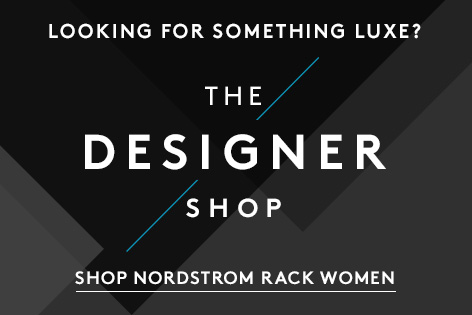 LOOKING FOR SOMETHING LUXE?
THE
DESIGNER
SHOP
SHOP NORDSTROM RACK WOMEN